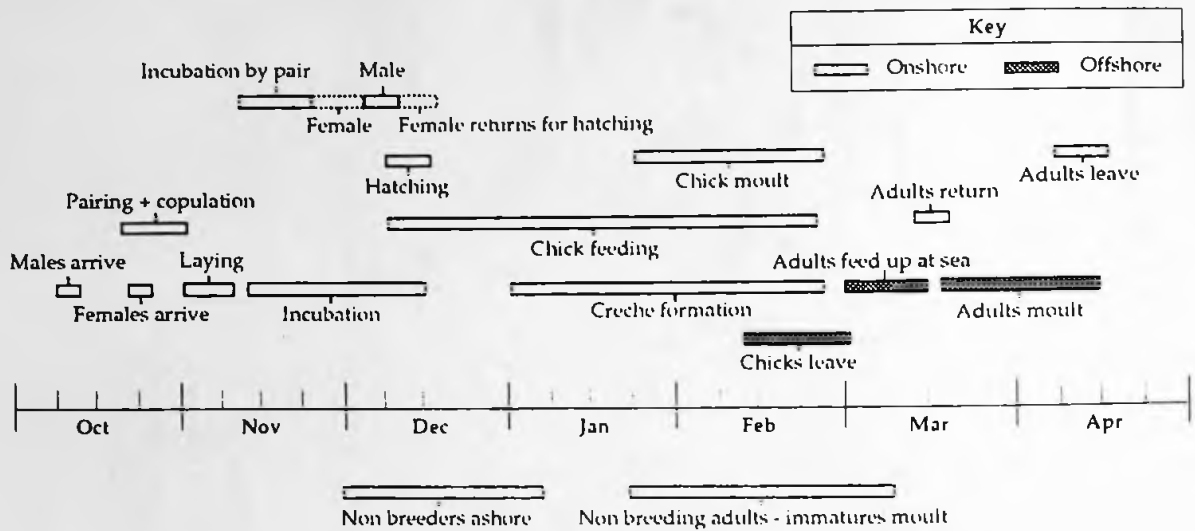 Key
Onshore Offshore
Incubation by pair Male
Female Female returns for hatching
Hatching Chick moult Adults leave
Pairing + copulation Adults return
Chick feeding
Males arrive Laying Adults feed up at sea
Females arrive Incubation Creche formation Adults moult
Chicks leave
Oct Nov Dec Jan Feb Mar Apr
Non breeders ashore Non breeding adults - immatures moult